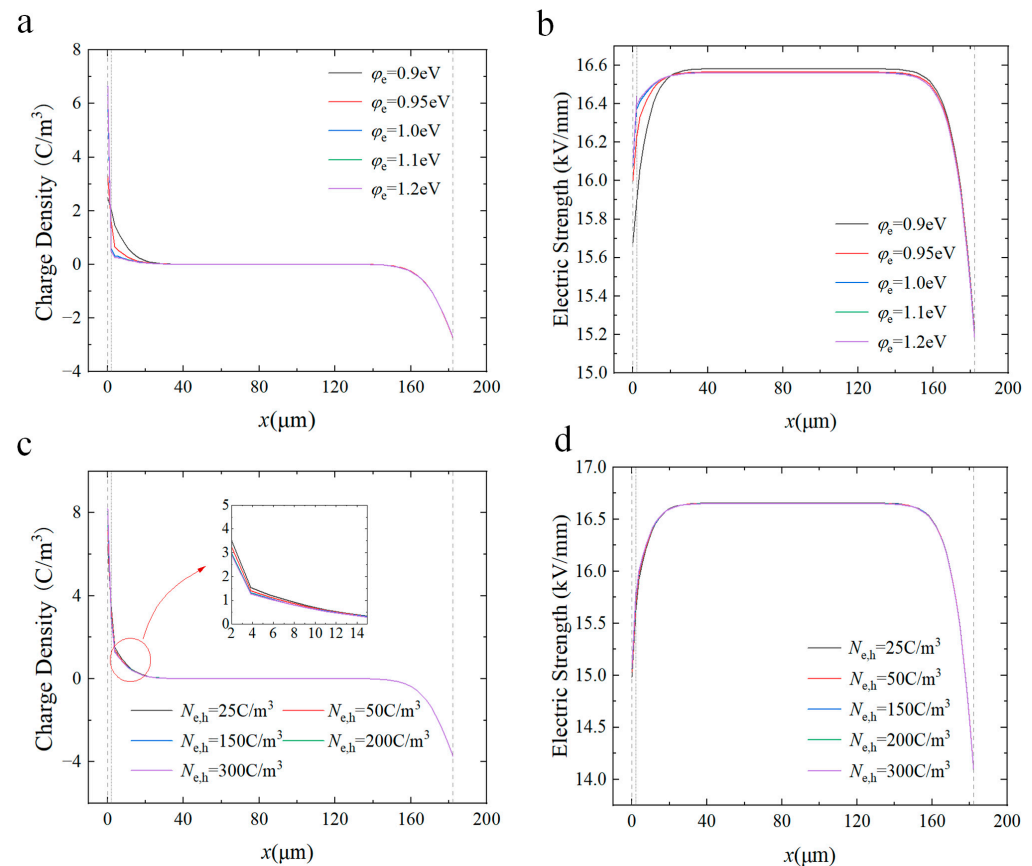 a
8
6
4
2
0
−2
−4
0
40
80
120
160
200
Charge Density (C/m³)
x(μm)
φe=0.9eV
φe=0.95eV
φe=1.0eV
φe=1.1eV
φe=1.2eV
b
16.6
16.4
16.2
16.0
15.8
15.6
15.4
15.2
15.0
0
40
80
120
160
200
Electric Strength (kV/mm)
x(μm)
φe=0.9eV
φe=0.95eV
φe=1.0eV
φe=1.1eV
φe=1.2eV
c
8
4
0
−4
0
40
80
120
160
200
Charge Density (C/m³)
x(μm)
5
4
3
2
1
0
2
4
6
8
10
12
14
Ne,h=25C/m³
Ne,h=50C/m³
Ne,h=150C/m³
Ne,h=200C/m³
Ne,h=300C/m³
d
17.0
16.5
16.0
15.5
15.0
14.5
14.0
0
40
80
120
160
200
Electric Strength (kV/mm)
x(μm)
Ne,h=25C/m³
Ne,h=50C/m³
Ne,h=150C/m³
Ne,h=200C/m³
Ne,h=300C/m³